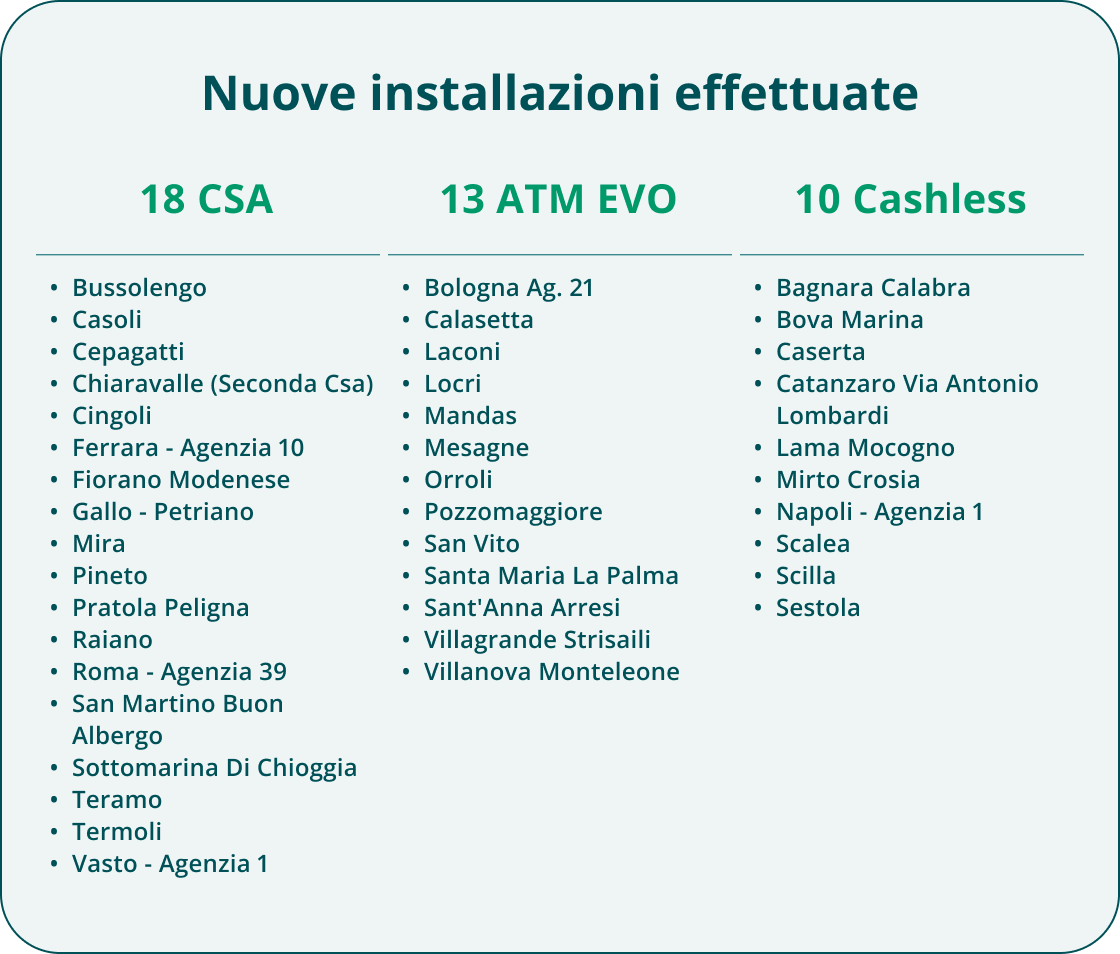 Nuove installazioni effettuate
18 CSA
• Bussolengo
• Casoli
• Cepagatti
• Chiaravalle (Seconda Csa)
• Cingoli
• Ferrara - Agenzia 10
• Fiorano Modenese
• Gallo - Petriano
• Mira
• Pineto
• Pratola Peligna
• Raiano
• Roma - Agenzia 39
• San Martino Buon
Albergo
• Sottomarina Di Chioggia
• Teramo
• Termoli
• Vasto - Agenzia 1
13 ATM EVO
• Bologna Ag. 21
• Calasetta
• Laconi
• Locri
• Mandas
• Mesagne
• Orroli
• Pozzomaggiore
• San Vito
• Santa Maria La Palma
• Sant'Anna Arresi
• Villagrande Strisaili
• Villanova Monteleone
10 Cashless
• Bagnara Calabra
• Bova Marina
• Caserta
• Catanzaro Via Antonio
Lombardi
• Lama Mocogno
• Mirto Crosia
• Napoli - Agenzia 1
• Scalea
• Scilla
• Sestola